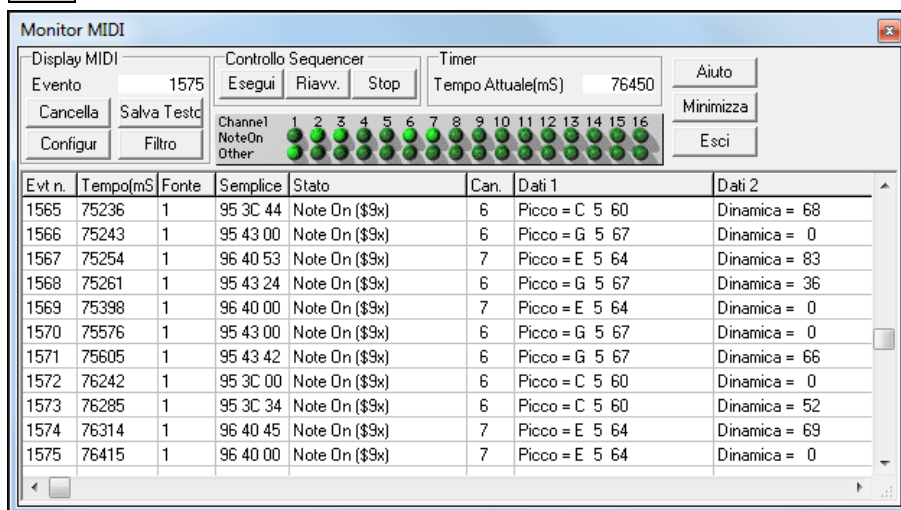 Monitor MIDI
Display MIDI
Evento 1575
Cancella Salva Testo
Configur Filtro
Controllo Sequencer
Esegui Riavv. Stop
Timer
Tempo Attuale(mS) 76450
Aiuto
Minimizza
Esci
Channel 1 2 3 4 5 6 7 8 9 10 11 12 13 14 15 16
NoteOn
Other
Evt n. Tempo(mS Fonte Semplice Stato Can. Dati 1 Dati 2
1565 75236 1 95 3C 44 Note On ($9x) 6 Picco = C 5 60 Dinamica = 68
1566 75243 1 95 43 00 Note On ($9x) 6 Picco = G 5 67 Dinamica = 0
1567 75254 1 96 40 53 Note On ($9x) 7 Picco = E 5 64 Dinamica = 83
1568 75261 1 95 43 24 Note On ($9x) 6 Picco = G 5 67 Dinamica = 36
1569 75398 1 96 40 00 Note On ($9x) 7 Picco = E 5 64 Dinamica = 0
1570 75576 1 95 43 00 Note On ($9x) 6 Picco = G 5 67 Dinamica = 0
1571 75605 1 95 43 42 Note On ($9x) 6 Picco = G 5 67 Dinamica = 66
1572 76242 1 95 3C 00 Note On ($9x) 6 Picco = C 5 60 Dinamica = 0
1573 76285 1 95 3C 34 Note On ($9x) 6 Picco = C 5 60 Dinamica = 52
1574 76314 1 96 40 45 Note On ($9x) 7 Picco = E 5 64 Dinamica = 69
1575 76415 1 96 40 00 Note On ($9x) 7 Picco = E 5 64 Dinamica = 0